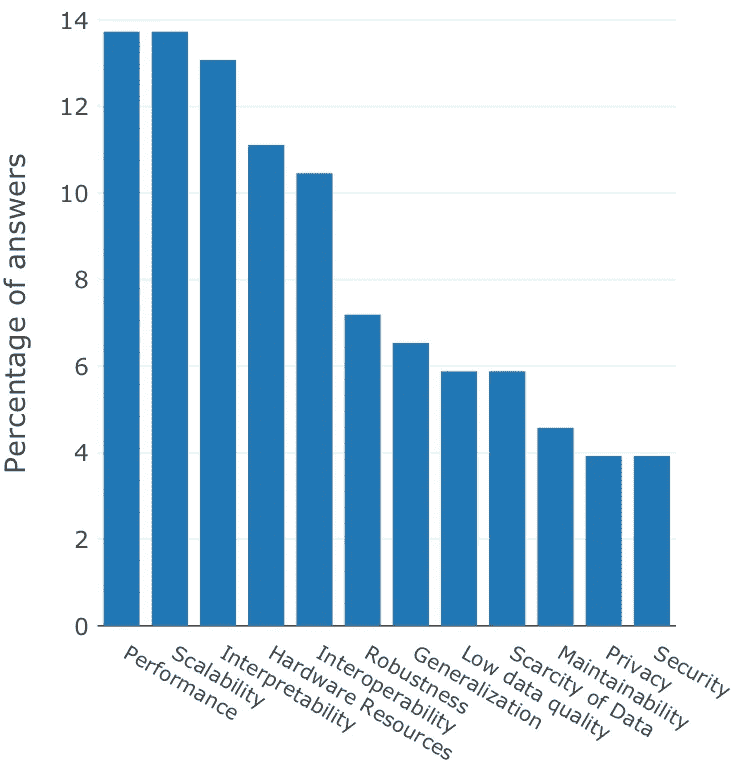 14
12
10
8
6
4
2
0
Percentage of answers
Performance
Scalability
Interpretability
Hardware Resources
Interoperability
Robustness
Generalization
Low data quality
Scarcity of Data
Maintainability
Privacy
Security